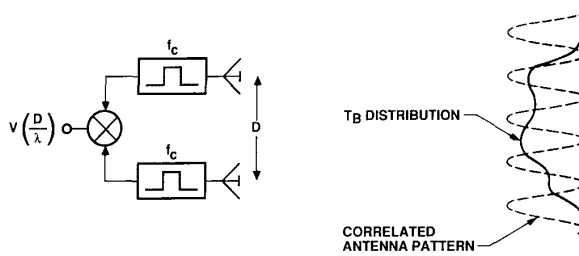 f_c
V(D/λ)
D
f_c
T_B DISTRIBUTION
CORRELATED
ANTENNA PATTERN